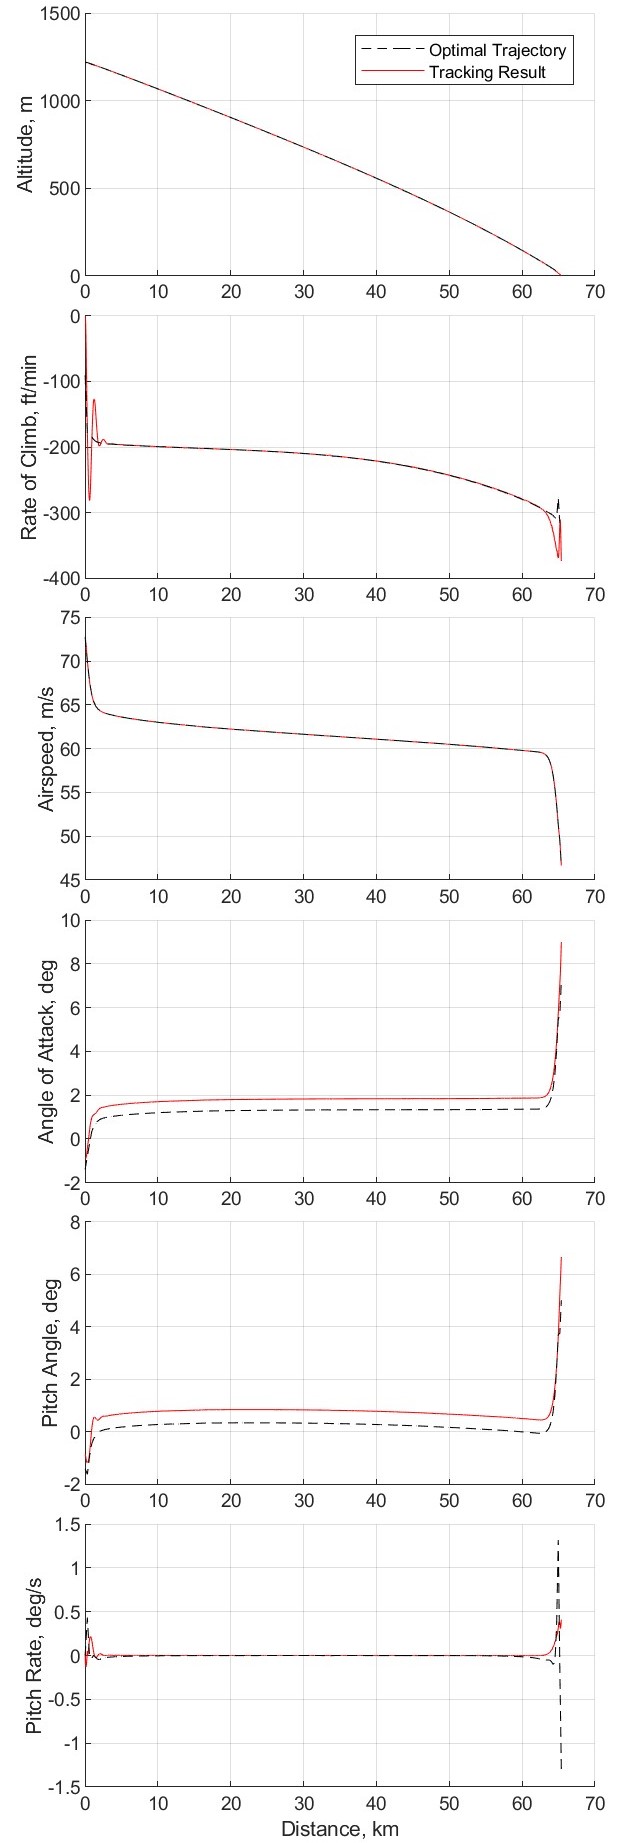 1500
1000
500
0
Altitude, m
Optimal Trajectory
Tracking Result
0 10 20 30 40 50 60 70
0
-100
-200
-300
-400
Rate of Climb, ft/min
0 10 20 30 40 50 60 70
75
70
65
60
55
50
45
Airspeed, m/s
0 10 20 30 40 50 60 70
10
8
6
4
2
0
-2
Angle of Attack, deg
0 10 20 30 40 50 60 70
8
6
4
2
0
-2
Pitch Angle, deg
0 10 20 30 40 50 60 70
1.5
1
0.5
0
-0.5
-1
-1.5
Pitch Rate, deg/s
0 10 20 30 40 50 60 70
Distance, km